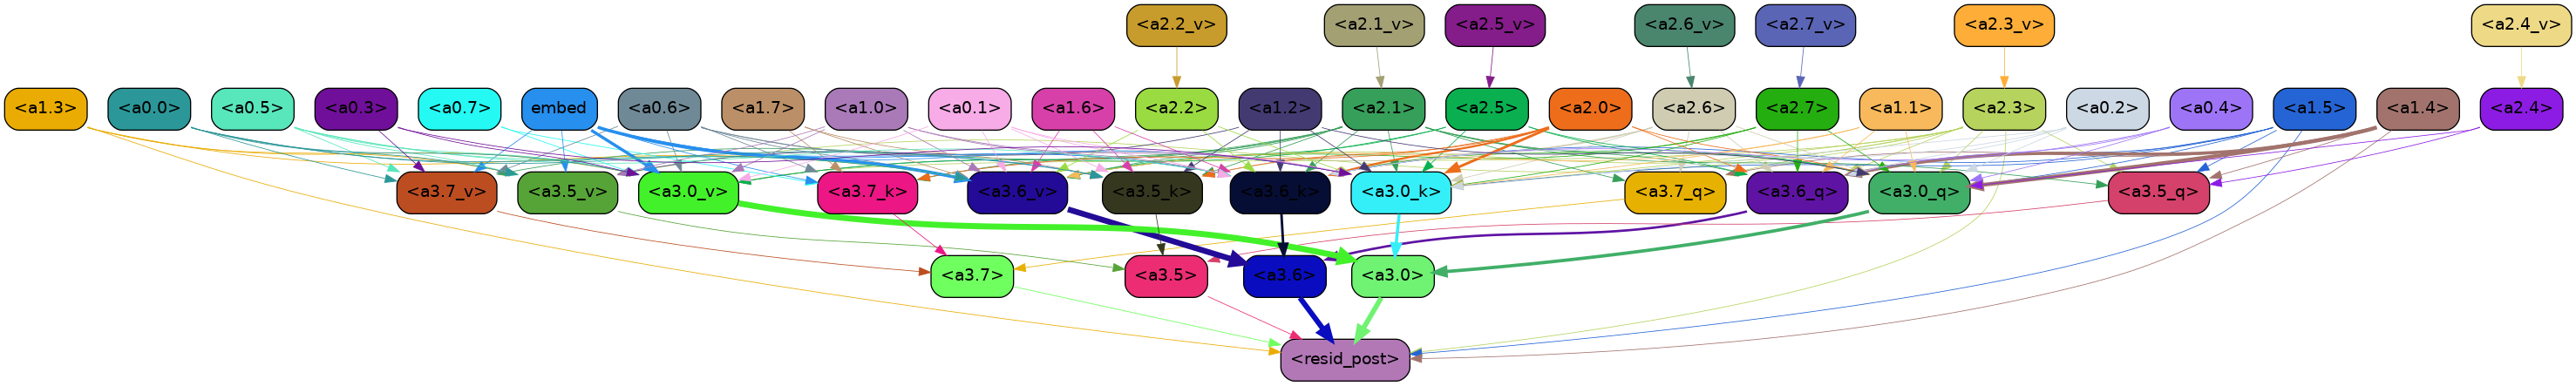 <a2.2_v> <a2.1_v> <a2.5_v> <a2.6_v> <a2.7_v> <a2.3_v> <a2.4_v>
<a1.3> <a0.0> <a0.5> <a0.3> <a0.7> embed <a0.6> <a1.7> <a1.0> <a0.1> <a1.6> <a2.2> <a1.2> <a2.1> <a2.5> <a2.0> <a2.6> <a2.7> <a1.1> <a2.3> <a0.2> <a0.4> <a1.5> <a1.4> <a2.4>
<a3.7_v> <a3.5_v> <a3.0_v> <a3.7_k> <a3.6_v> <a3.5_k> <a3.6_k> <a3.0_k> <a3.7_q> <a3.6_q> <a3.0_q> <a3.5_q>
<a3.7> <a3.5> <a3.6> <a3.0>
<resid_post>